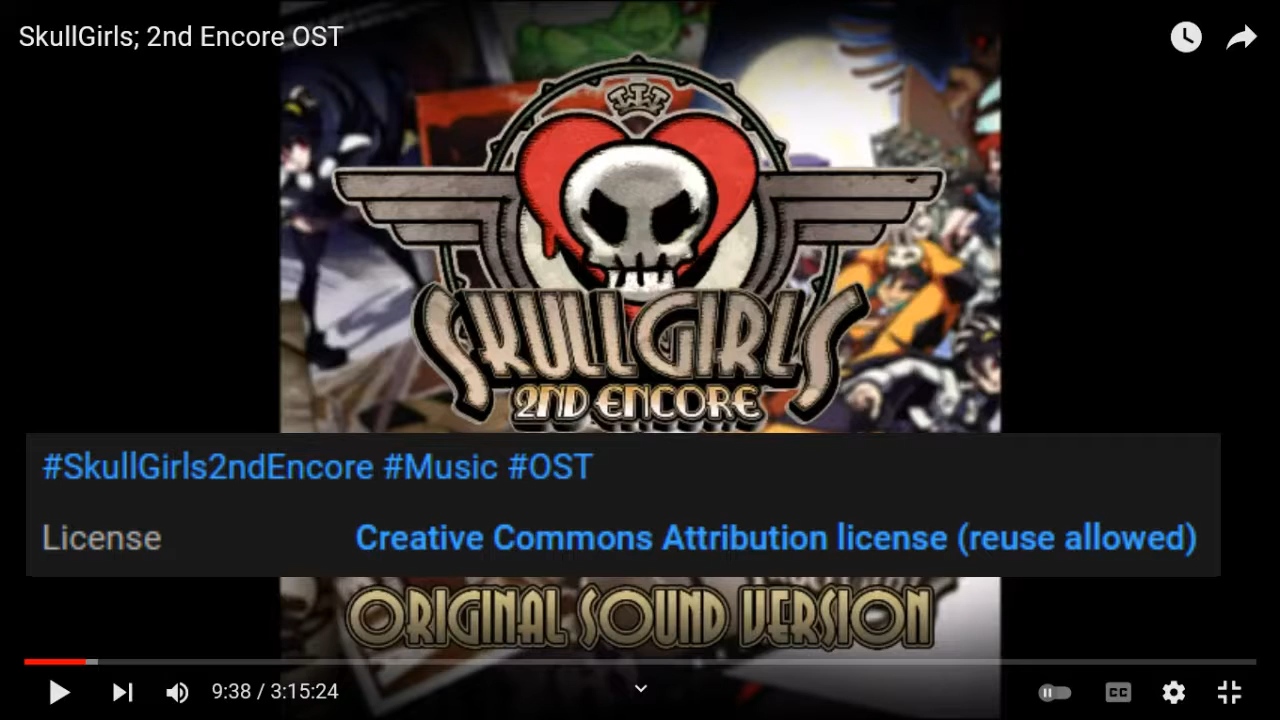 SkullGirls; 2nd Encore OST
SKULLGIRLS
2ND ENCORE
#SkullGirls2ndEncore #Music #OST
License Creative Commons Attribution license (reuse allowed)
ORIGINAL SOUND VERSION
9:38 / 3:15:24
CC